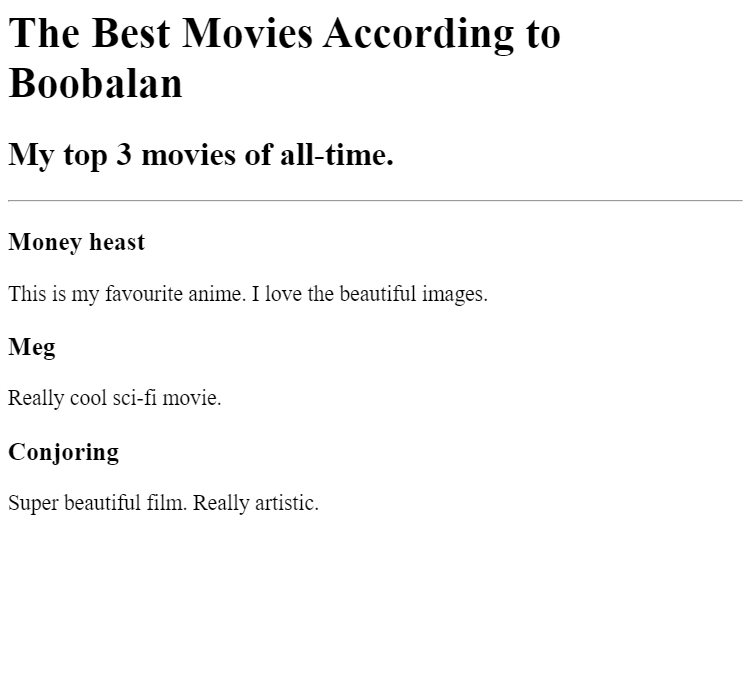 The Best Movies According to
Boobalan
My top 3 movies of all-time.
Money heast
This is my favourite anime. I love the beautiful images.
Meg
Really cool sci-fi movie.
Conjoring
Super beautiful film. Really artistic.